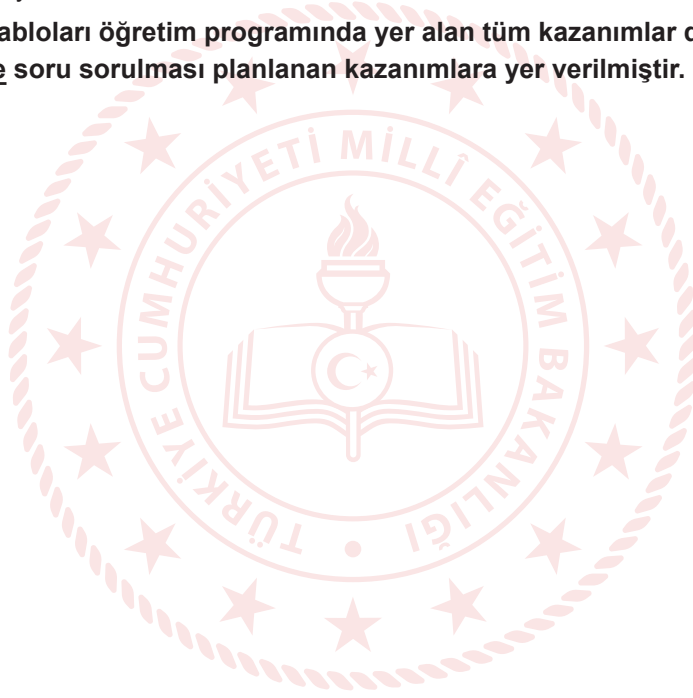 abloları öğretim programında yer alan tüm kazanımlar
e soru sorulması planlanan kazanımlara yer verilmiştir.
TÜRKİYE CUMHURİYETİ MİLLÎ EĞİTİM BAKANLIĞI